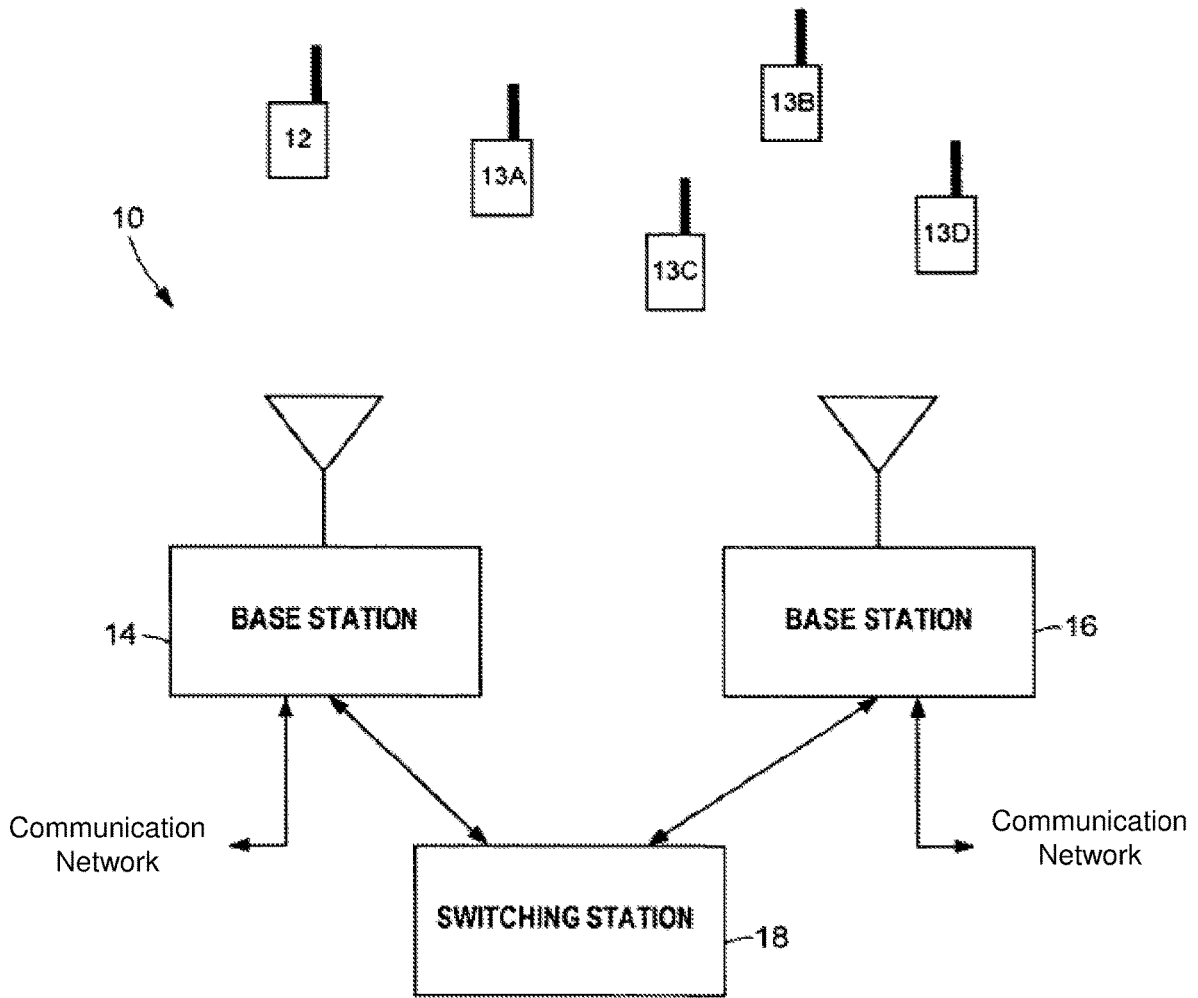 13B
12
13A
13D
10
13C
BASE STATION
14
BASE STATION
16
Communication
Network
Communication
Network
SWITCHING STATION
18